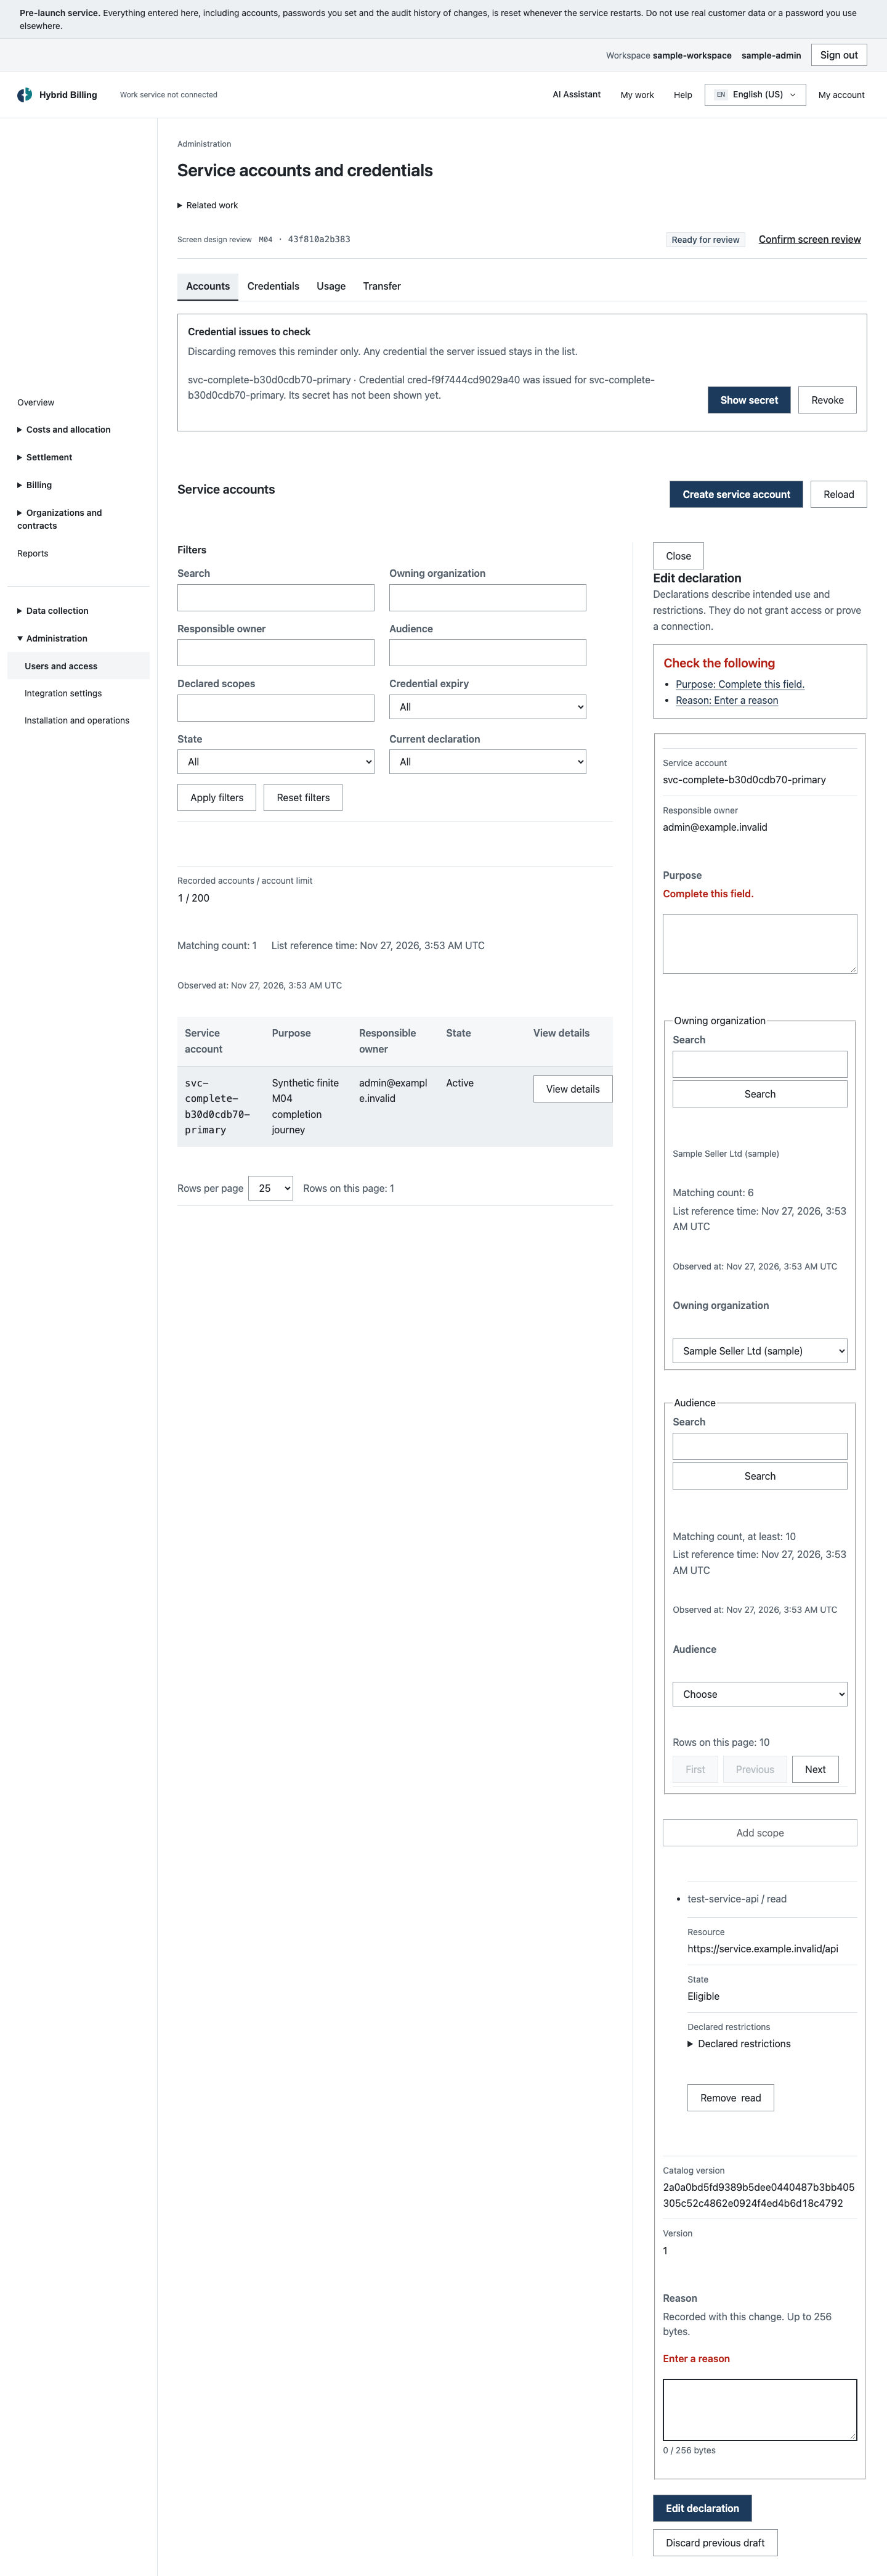 Pre-launch service. Everything entered here, including accounts, passwords you set and the audit history of changes, is reset whenever the service restarts. Do not use real customer data or a password you use
elsewhere.
Workspace sample-workspace sample-admin Sign out
Hybrid Billing Work service not connected AI Assistant My work Help EN English (US) My account
Administration
Service accounts and credentials
Related work
Screen design review M04 · 43f810a2b383 Ready for review Confirm screen review
Accounts Credentials Usage Transfer
Credential issues to check
Discarding removes this reminder only. Any credential the server issued stays in the list.
svc-complete-b30d0cdb70-primary · Credential cred-f9f7444cd9029a40 was issued for svc-complete-
b30d0cdb70-primary. Its secret has not been shown yet.
Show secret Revoke
Overview
Costs and allocation
Settlement
Billing
Organizations and
contracts
Reports
Data collection
Administration
Users and access
Integration settings
Installation and operations
Service accounts
Create service account Reload
Filters
Search Owning organization
Responsible owner Audience
Declared scopes Credential expiry
All
State Current declaration
All All
Apply filters Reset filters
Recorded accounts / account limit
1 / 200
Matching count: 1 List reference time: Nov 27, 2026, 3:53 AM UTC
Observed at: Nov 27, 2026, 3:53 AM UTC
Service
account
Purpose
Responsible
owner
State
View details
svc-
complete-
b30d0cdb70-
primary
Synthetic finite
M04
completion
journey
admin@exampl
e.invalid
Active
View details
Rows per page 25 Rows on this page: 1
Close
Edit declaration
Declarations describe intended use and
restrictions. They do not grant access or prove
a connection.
Check the following
Purpose: Complete this field.
Reason: Enter a reason
Service account
svc-complete-b30d0cdb70-primary
Responsible owner
admin@example.invalid
Purpose
Complete this field.
Owning organization
Search
Search
Sample Seller Ltd (sample)
Matching count: 6
List reference time: Nov 27, 2026, 3:53
AM UTC
Observed at: Nov 27, 2026, 3:53 AM UTC
Owning organization
Sample Seller Ltd (sample)
Audience
Search
Search
Matching count, at least: 10
List reference time: Nov 27, 2026, 3:53
AM UTC
Observed at: Nov 27, 2026, 3:53 AM UTC
Audience
Choose
Rows on this page: 10
First Previous Next
Add scope
test-service-api / read
Resource
https://service.example.invalid/api
State
Eligible
Declared restrictions
Declared restrictions
Remove read
Catalog version
2a0a0bd5fd9389b5dee0440487b3bb405
305c52c4862e0924f4ed4b6d18c4792
Version
1
Reason
Recorded with this change. Up to 256
bytes.
Enter a reason
0 / 256 bytes
Edit declaration
Discard previous draft